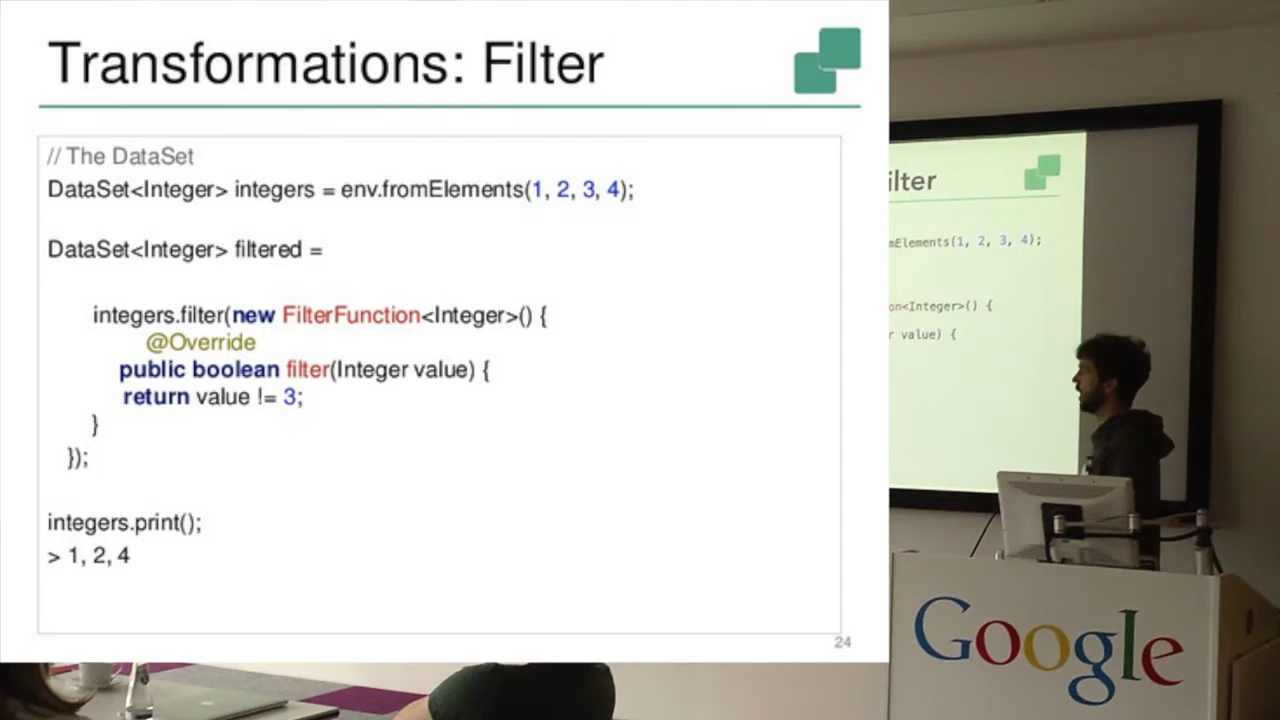 Transformations: Filter
// The DataSet
DataSet<Integer> integers = env.fromElements(1, 2, 3, 4);
DataSet<Integer> filtered =
integers.filter(new FilterFunction<Integer>() {
@Override
public boolean filter(Integer value) {
return value != 3;
}
});
integers.print();
> 1, 2, 4
24
ilter
mElements(1, 2, 3, 4);
on<Integer>() {
r value) {
Google